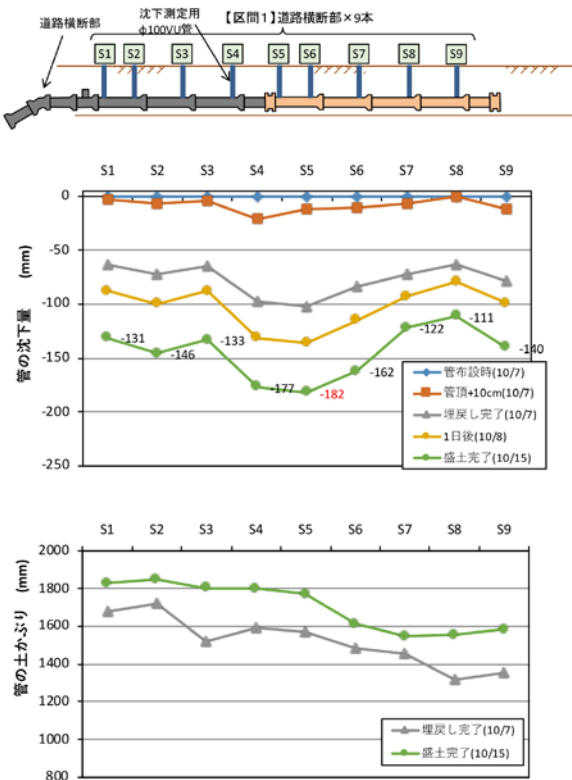 道路横断部
沈下測定用
φ100VU管
【区間1】道路横断部×9本
S1 S2 S3 S4 S5 S6 S7 S8 S9
S1 S2 S3 S4 S5 S6 S7 S8 S9
管の沈下量 (mm)
0
-50
-100
-150
-200
-250
-131
-146
-133
-177
-182
-162
-122
-111
-140
管布設時(10/7)
管頂+10cm(10/7)
埋戻し完了(10/7)
1日後(10/8)
盛土完了(10/15)
S1 S2 S3 S4 S5 S6 S7 S8 S9
管の土かぶり (mm)
2000
1800
1600
1400
1200
1000
800
埋戻し完了(10/7)
盛土完了(10/15)